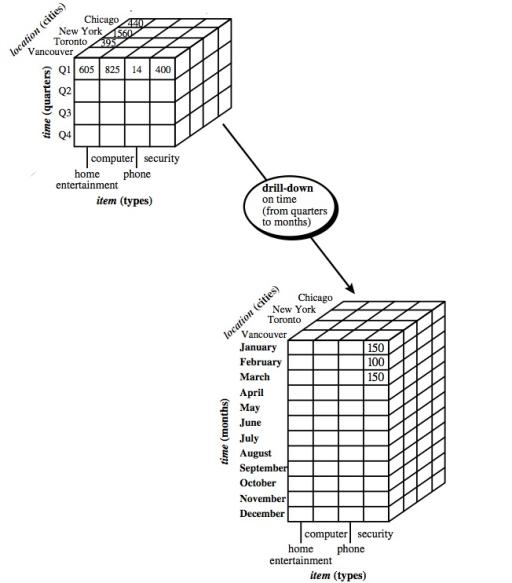 location (cities)
Chicago 440
New York 1560
Toronto 395
Vancouver
time (quarters)
Q1 605 825 14 400
Q2
Q3
Q4
computer security
home phone
entertainment
item (types)
drill-down
on time
(from quarters
to months)
location (cities)
Chicago
New York
Toronto
Vancouver
time (months)
January 150
February 100
March 150
April
May
June
July
August
September
October
November
December
computer security
home phone
entertainment
item (types)